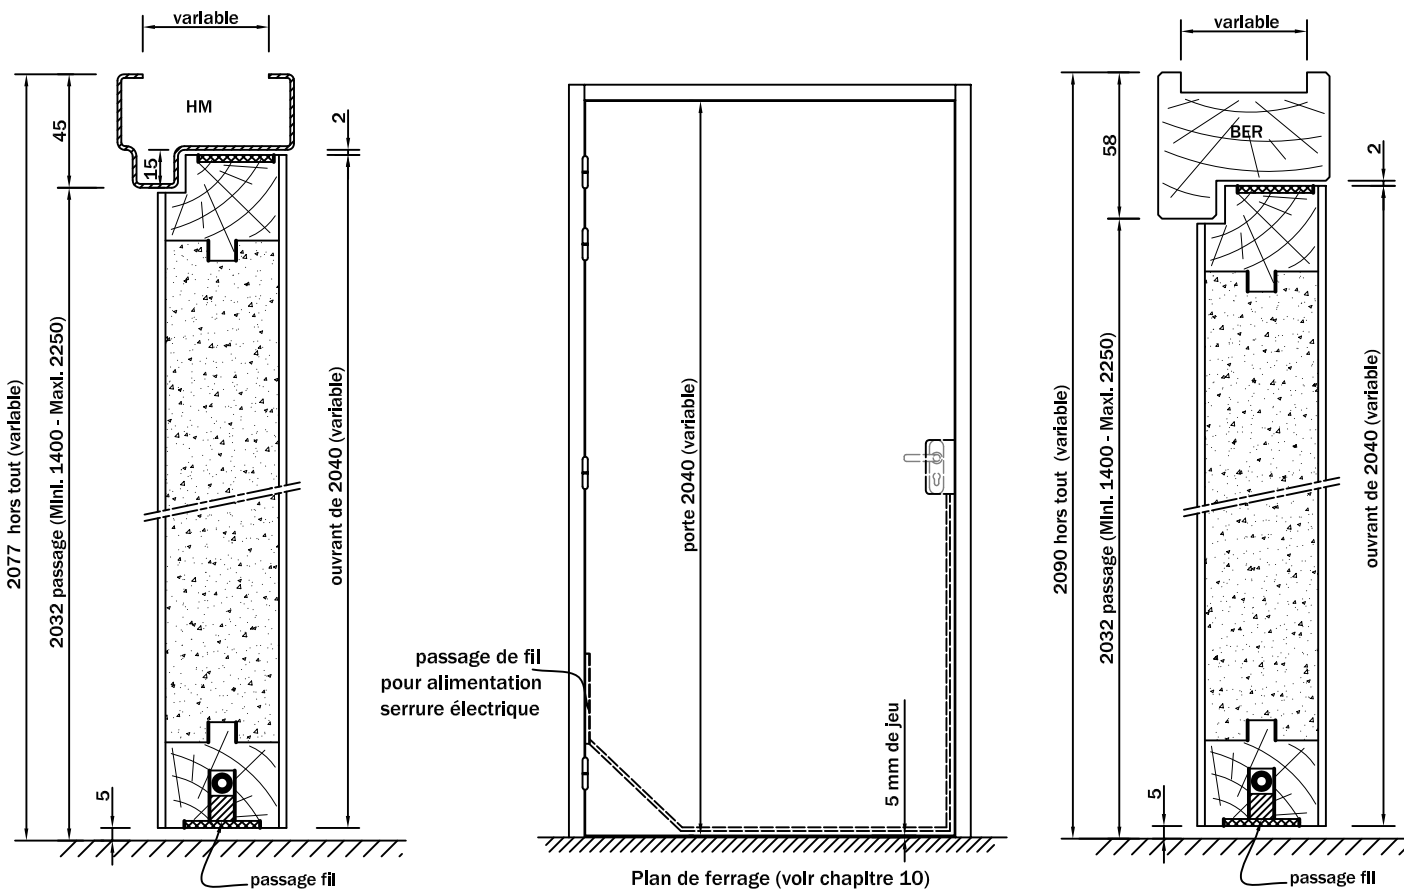 variable
HM
45
15
2
2077 hors tout (variable)
2032 passage (Mini. 1400 - Maxi. 2250)
ouvrant de 2040 (variable)
5
passage fil
porte 2040 (variable)
passage de fil
pour alimentation
serrure électrique
5 mm de jeu
Plan de ferrage (voir chapitre 10)
variable
BER
58
2
2090 hors tout (variable)
2032 passage (Mini. 1400 - Maxi. 2250)
ouvrant de 2040 (variable)
5
passage fil